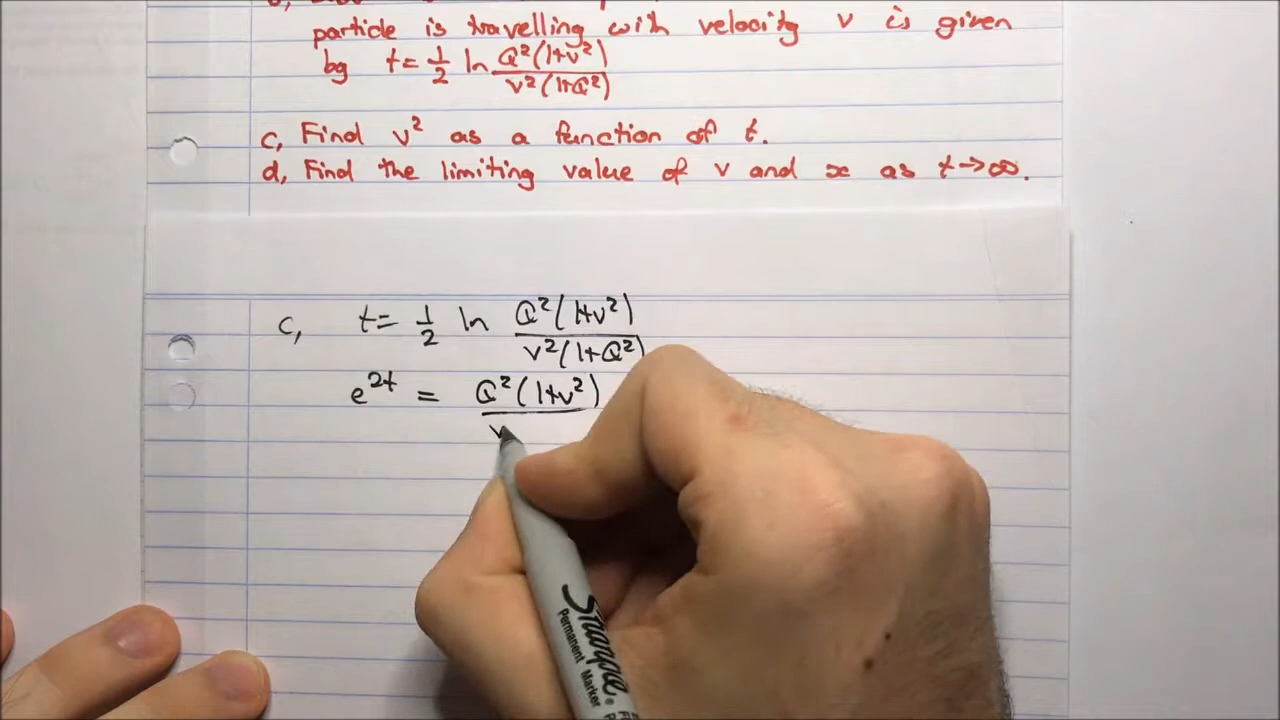 particle is travelling with velocity v is given
by t = 1/2 ln Q²(1+v²) / v²(1+Q²)
c, Find v² as a function of t.
d, Find the limiting value of v and x as t→∞.
c, t = 1/2 ln Q²(1+v²) / v²(1+Q²)
e^2t = Q²(1+v²) / v
Sharpie.
Permanent
Marker